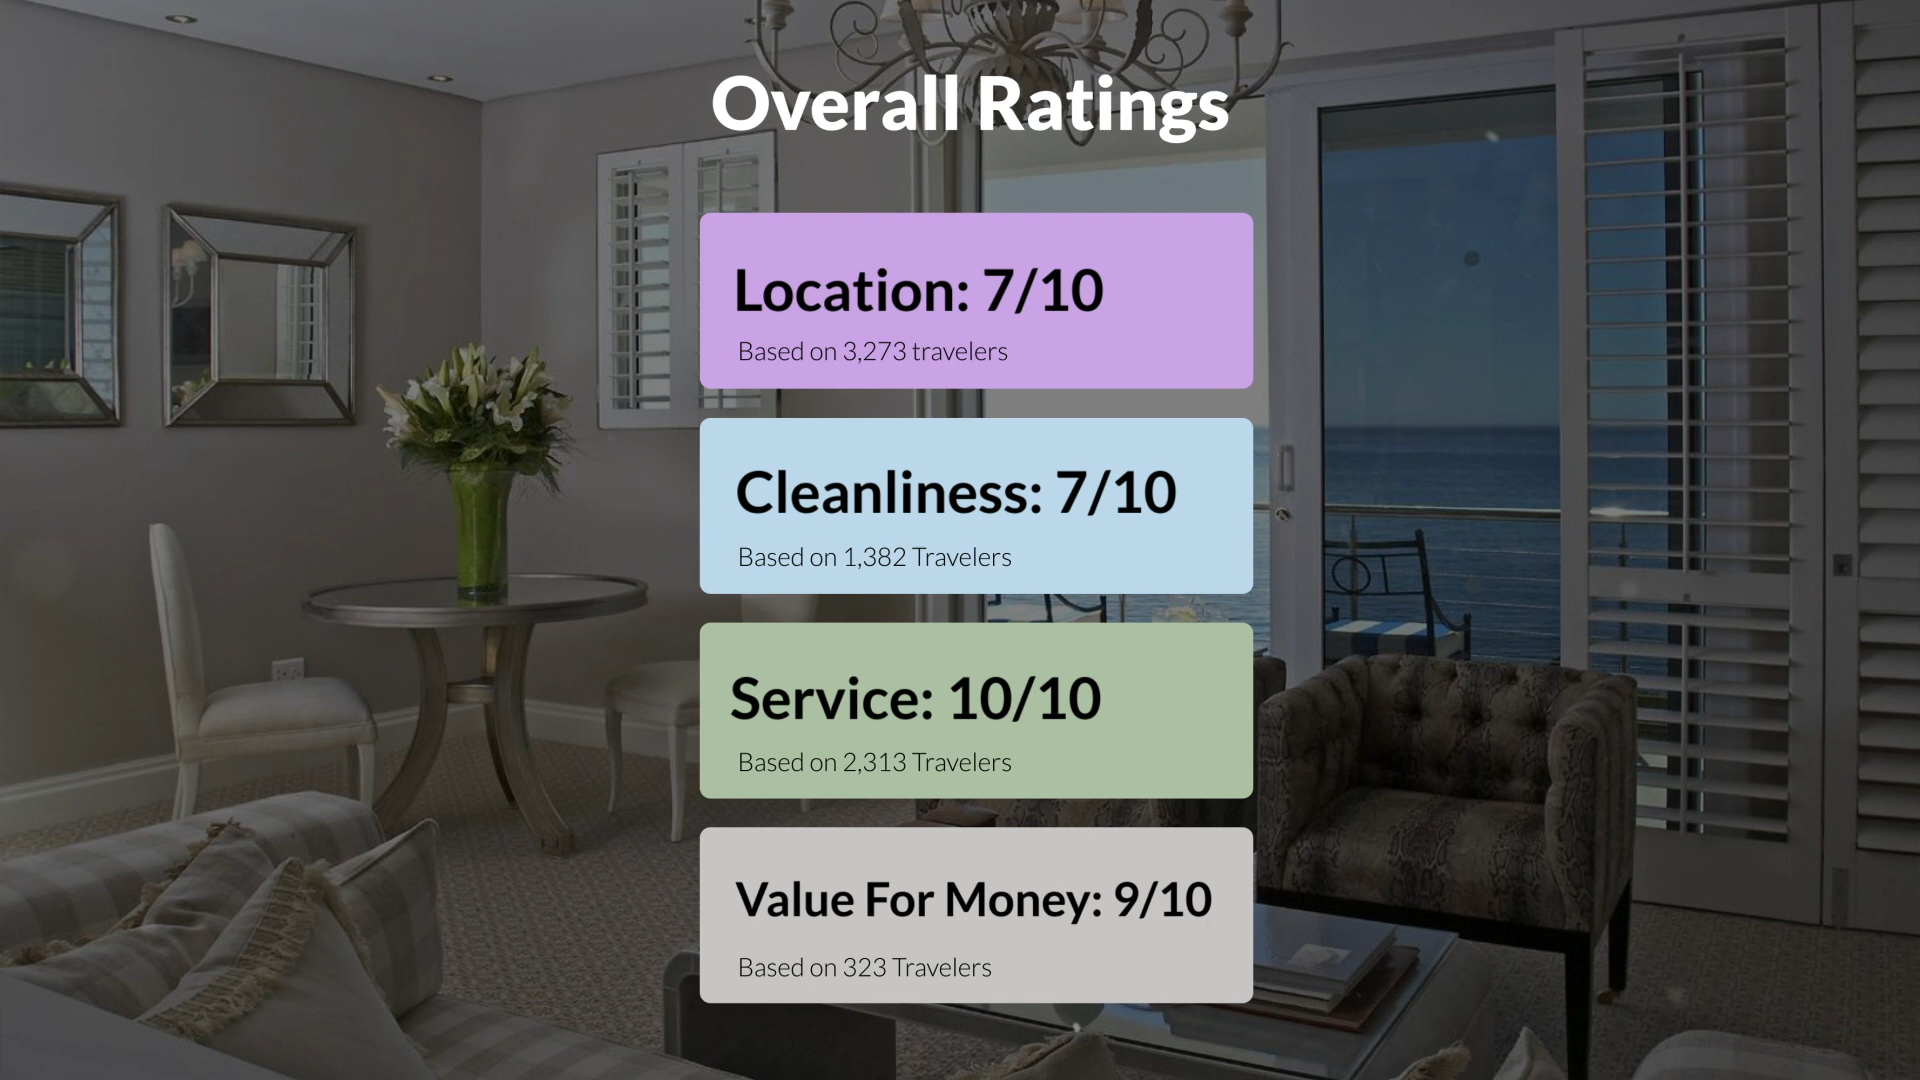 Overall Ratings
Location: 7/10
Based on 3,273 travelers
Cleanliness: 7/10
Based on 1,382 Travelers
Service: 10/10
Based on 2,313 Travelers
Value For Money: 9/10
Based on 323 Travelers